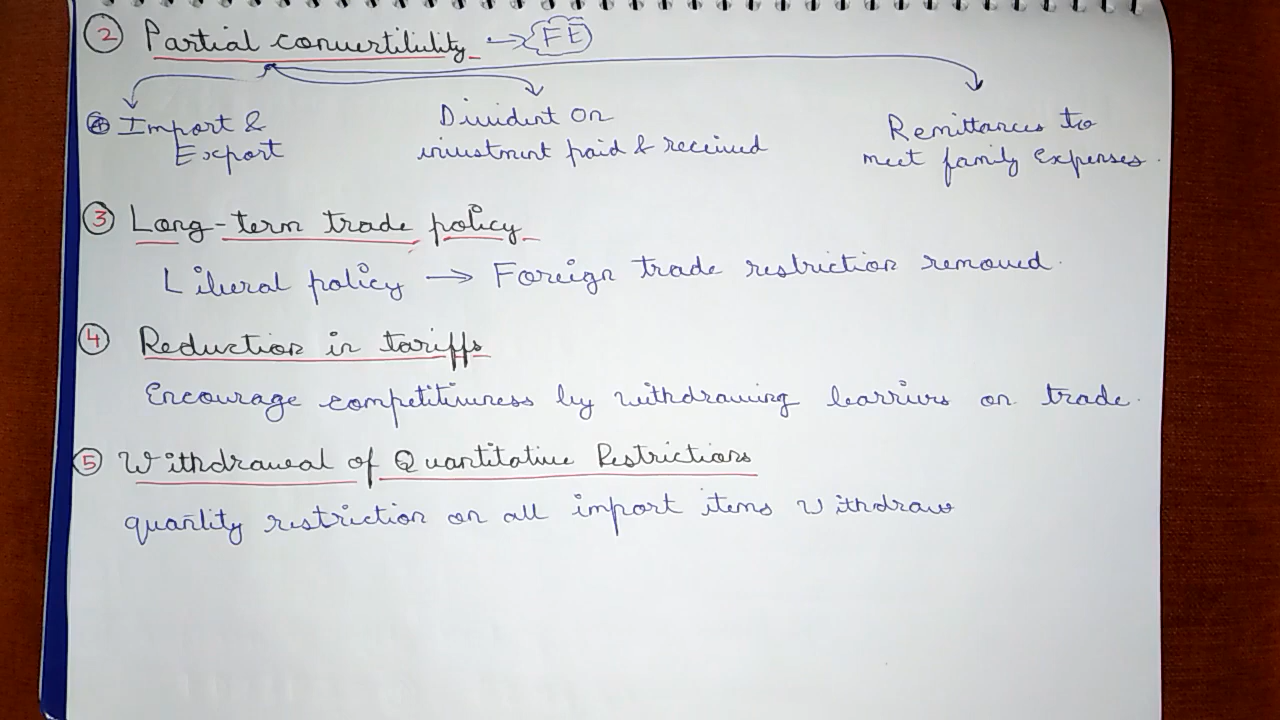 2 Partial convertibility → FE
Import &
Export
Divident on
investment paid & received
Remittances to
meet family expenses.
3 Long-term trade policy
Liberal policy → Foreign trade restriction removed.
4 Reduction in tariffs
Encourage competitiveness by withdrawing barriers on trade.
5 Withdrawal of Quantitative Restrictions
quantity restriction on all import items withdraw